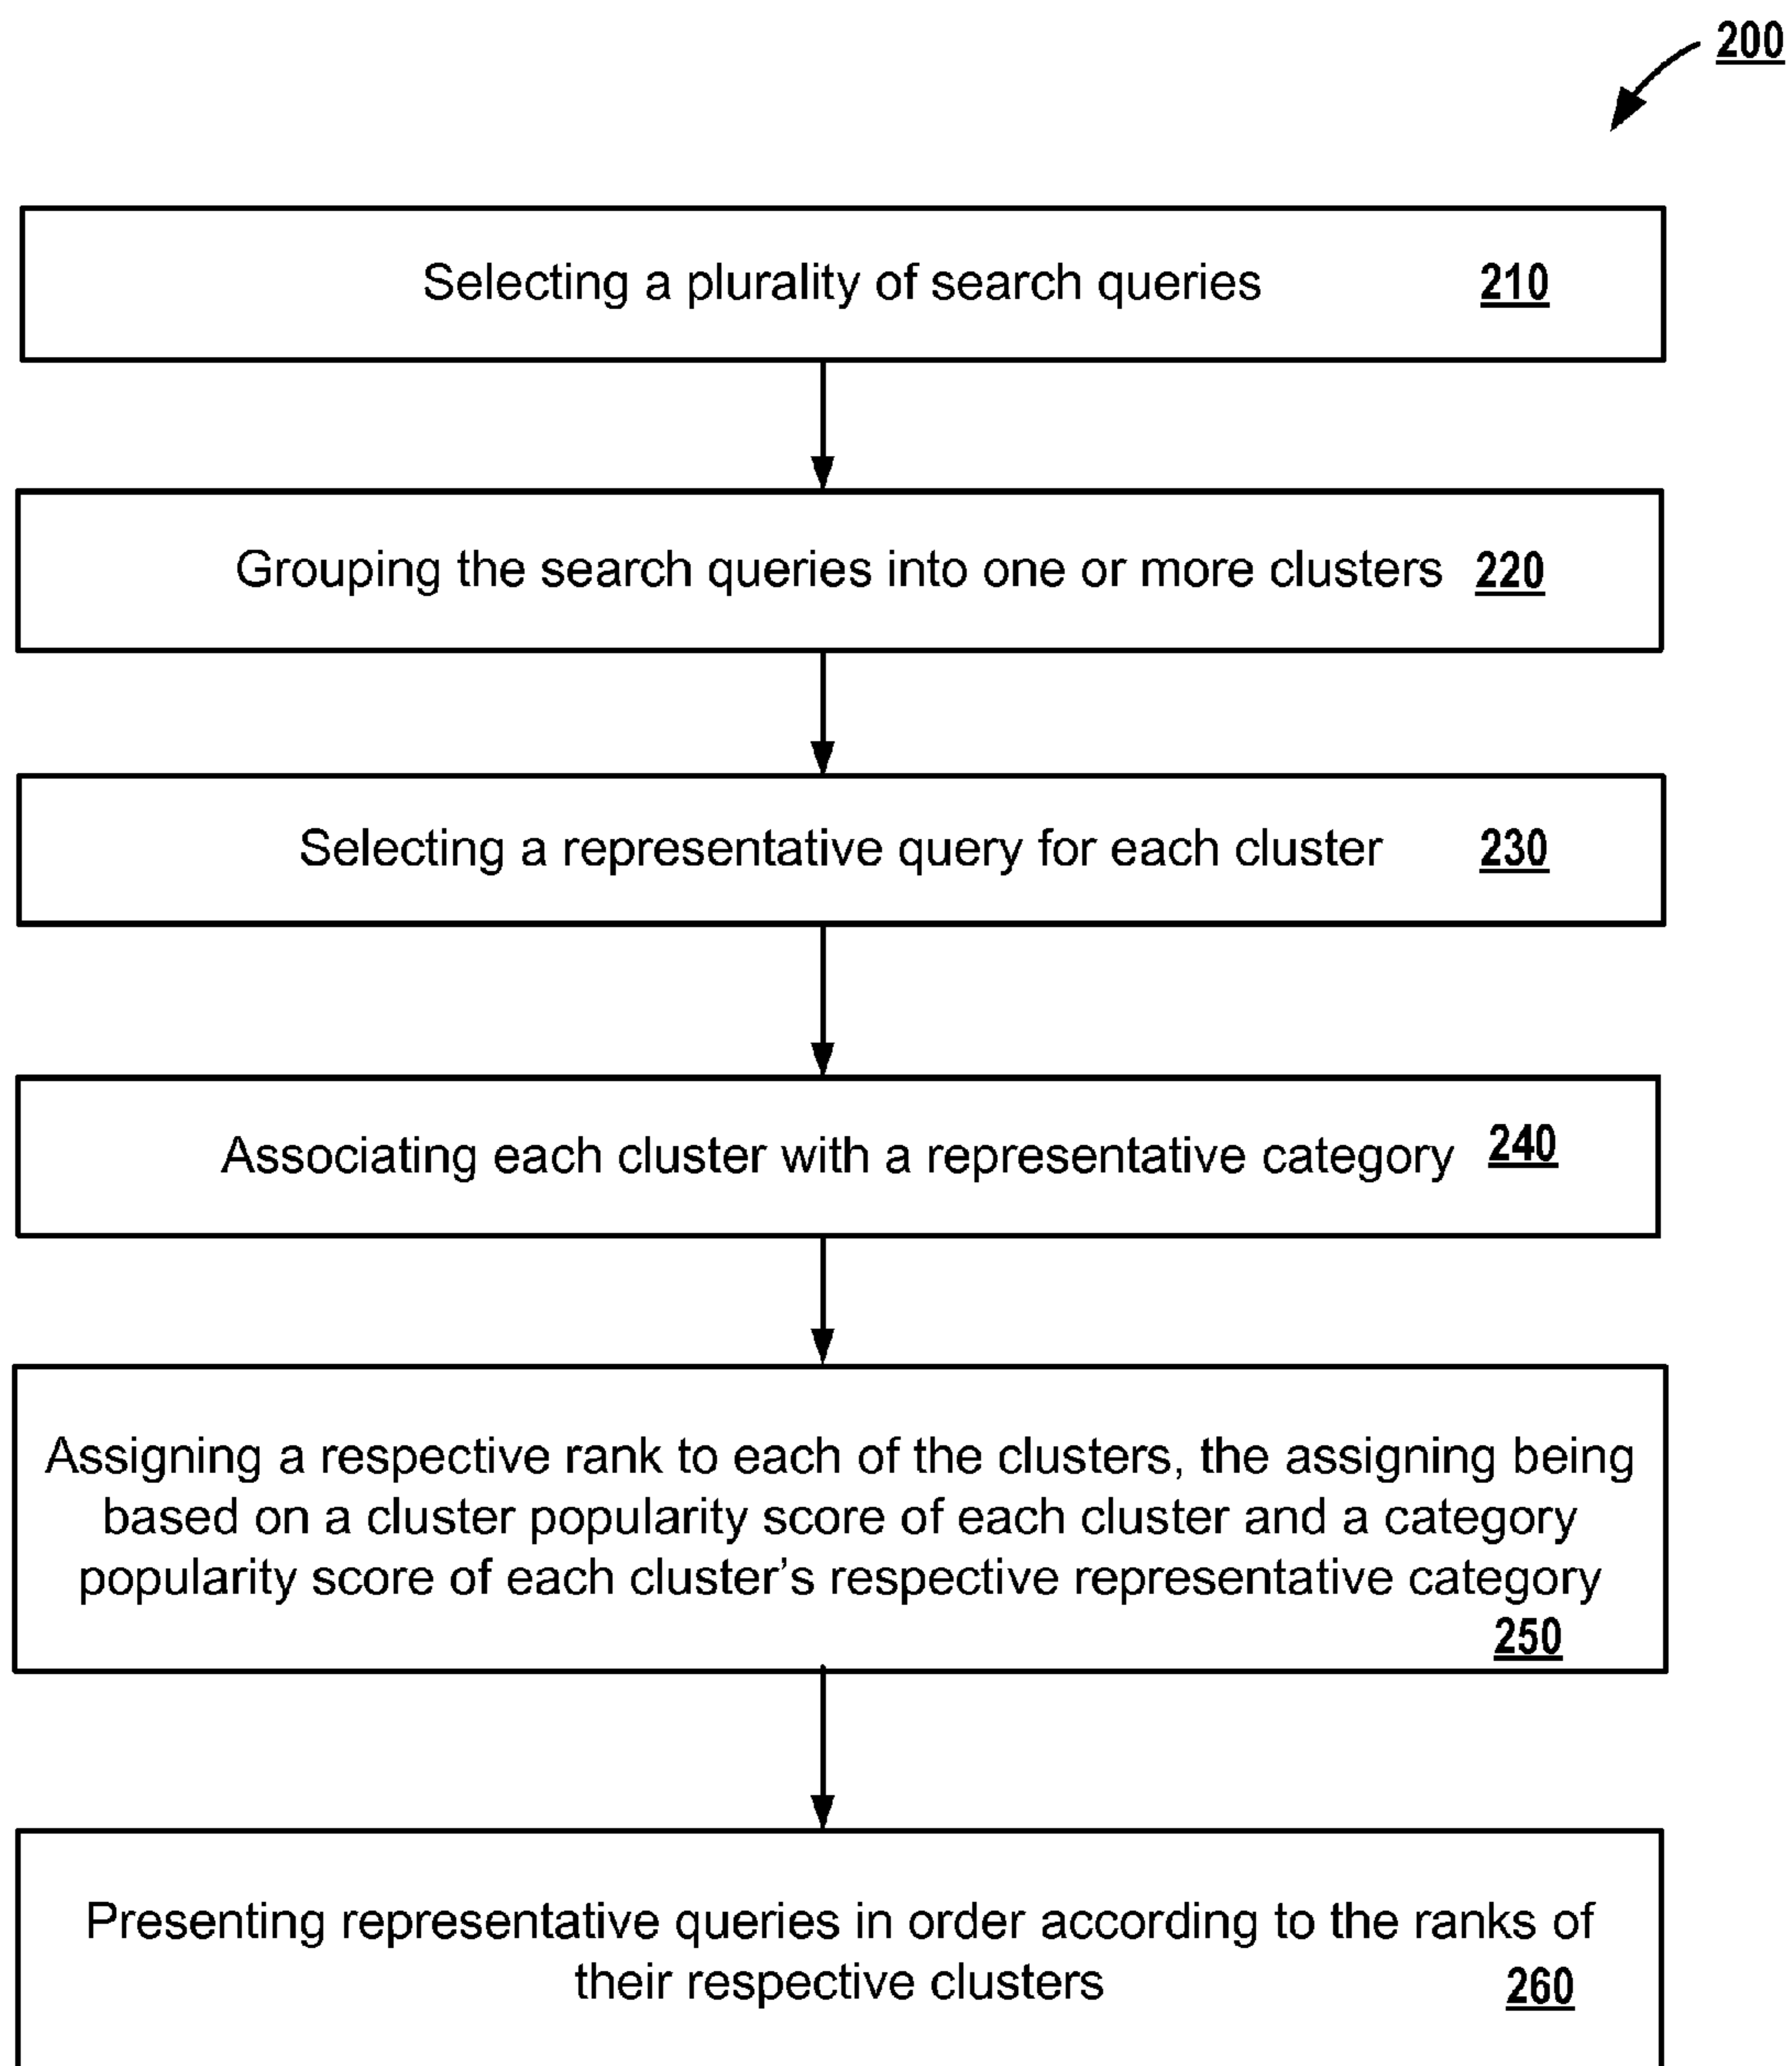 200
Selecting a plurality of search queries 210
Grouping the search queries into one or more clusters 220
Selecting a representative query for each cluster 230
Associating each cluster with a representative category 240
Assigning a respective rank to each of the clusters, the assigning being
based on a cluster popularity score of each cluster and a category
popularity score of each cluster's respective representative category
250
Presenting representative queries in order according to the ranks of
their respective clusters 260